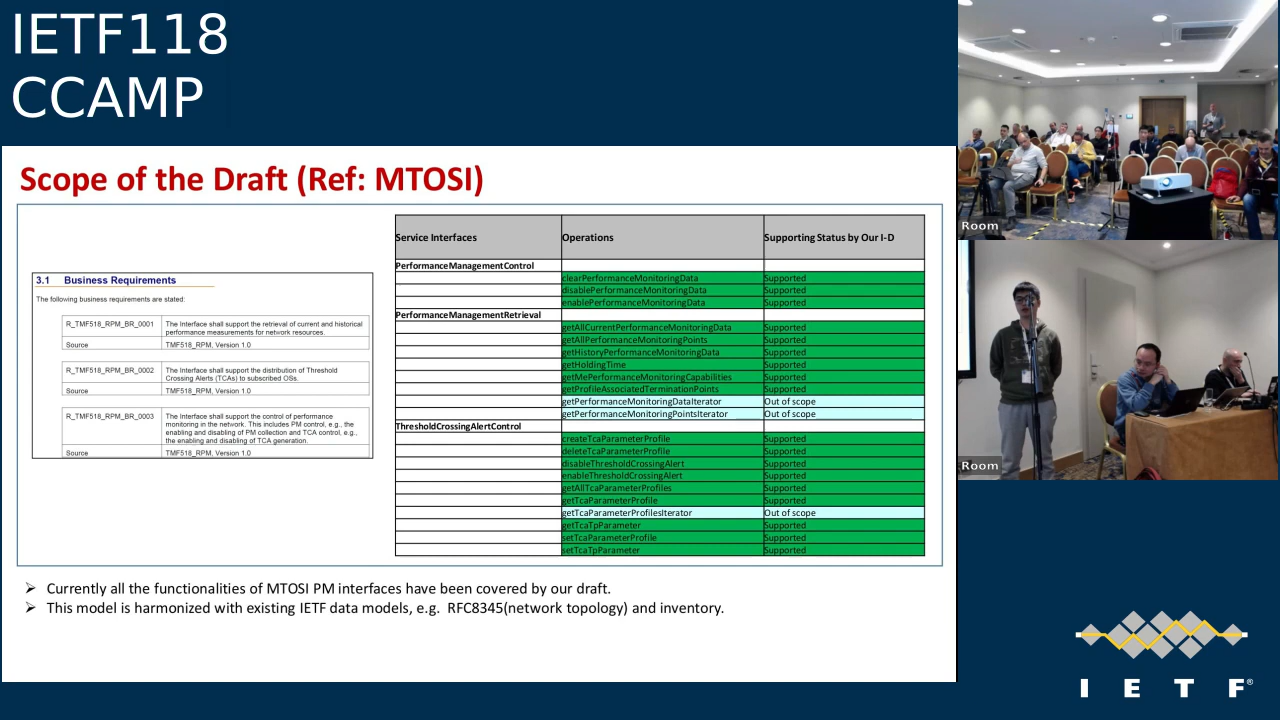 IETF118
CCAMP
Scope of the Draft (Ref: MTOSI)
3.1 Business Requirements
The following business requirements are stated:
R_TMF518_RPM_BR_0001 The Interface shall support the retrieval of current and historical
performance measurements for network resources.
Source TMF518_RPM, Version 1.0
R_TMF518_RPM_BR_0002 The Interface shall support the distribution of Threshold
Crossing Alerts (TCAs) to subscribed OSs.
Source TMF518_RPM, Version 1.0
R_TMF518_RPM_BR_0003 The Interface shall support the control of performance
monitoring in the network. This includes PM control, e.g., the
enabling and disabling of PM collection and TCA control, e.g.,
the enabling and disabling of TCA generation.
Source TMF518_RPM, Version 1.0
Service Interfaces Operations Supporting Status by Our I-D
PerformanceManagementControl
clearPerformanceMonitoringData Supported
disablePerformanceMonitoringData Supported
enablePerformanceMonitoringData Supported
PerformanceManagementRetrieval
getAllCurrentPerformanceMonitoringData Supported
getAllPerformanceMonitoringPoints Supported
getHistoryPerformanceMonitoringData Supported
getHoldingTime Supported
getMePerformanceMonitoringCapabilities Supported
getProfileAssociatedTerminationPoints Supported
getPerformanceMonitoringDataIterator Out of scope
getPerformanceMonitoringPointsIterator Out of scope
ThresholdCrossingAlertControl
createTcaParameterProfile Supported
deleteTcaParameterProfile Supported
disableThresholdCrossingAlert Supported
enableThresholdCrossingAlert Supported
getAllTcaParameterProfiles Supported
getTcaParameterProfile Supported
getTcaParameterProfilesIterator Out of scope
getTcaTpParameter Supported
setTcaParameterProfile Supported
setTcaTpParameter Supported
➢ Currently all the functionalities of MTOSI PM interfaces have been covered by our draft.
➢ This model is harmonized with existing IETF data models, e.g. RFC8345(network topology) and inventory.
Room
Room
I E T F®